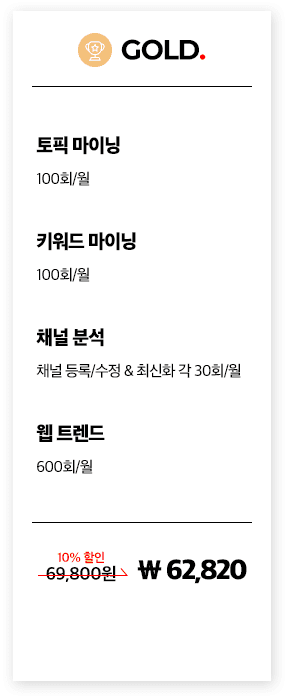 GOLD.
토픽 마이닝
100회/월
키워드 마이닝
100회/월
채널 분석
채널 등록/수정 & 최신화 각 30회/월
웹 트렌드
600회/월
10% 할인
69,800원
₩ 62,820